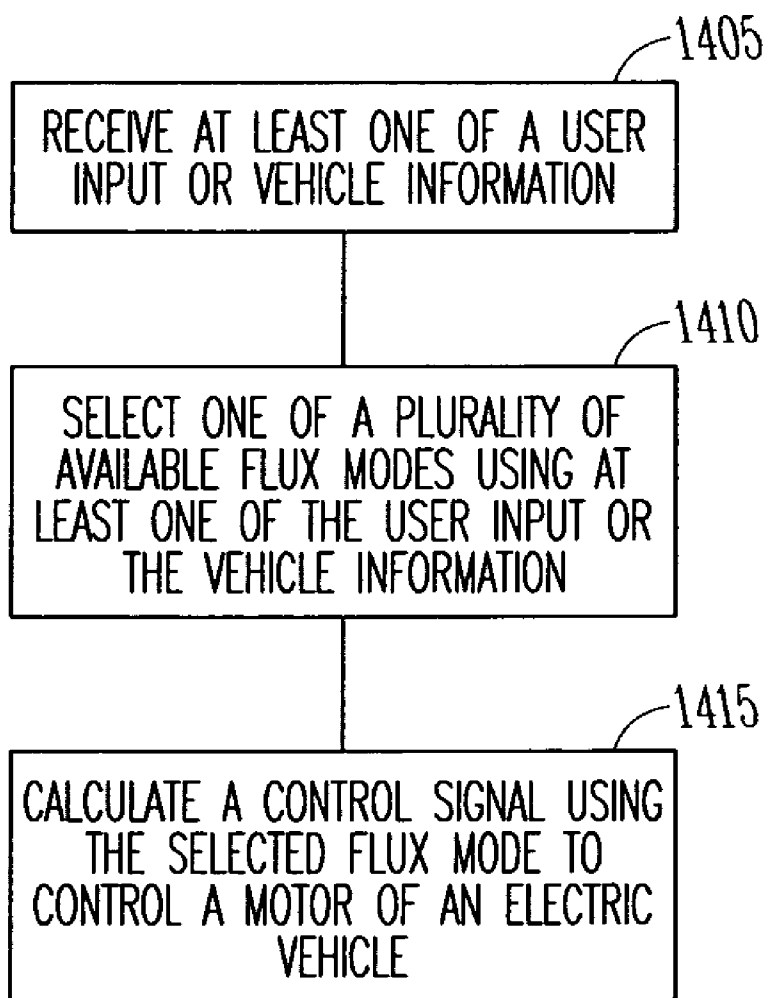 1405
RECEIVE AT LEAST ONE OF A USER
INPUT OR VEHICLE INFORMATION
1410
SELECT ONE OF A PLURALITY OF
AVAILABLE FLUX MODES USING AT
LEAST ONE OF THE USER INPUT OR
THE VEHICLE INFORMATION
1415
CALCULATE A CONTROL SIGNAL USING
THE SELECTED FLUX MODE TO
CONTROL A MOTOR OF AN ELECTRIC
VEHICLE